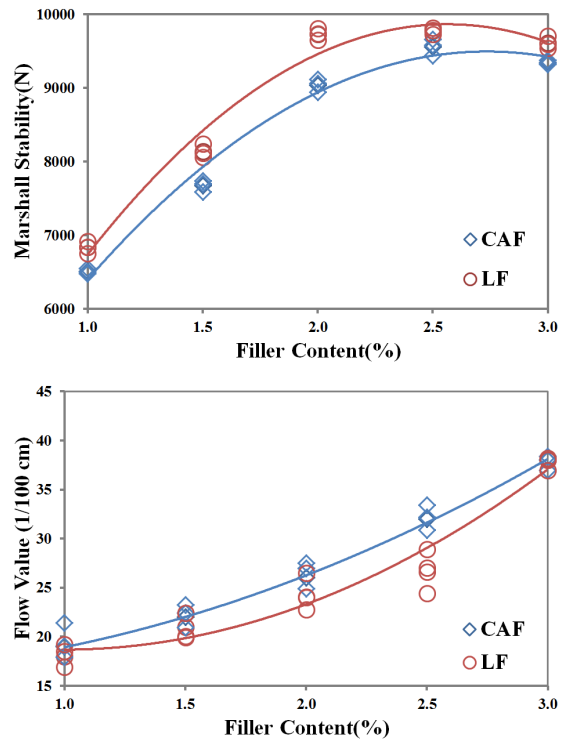 Marshall Stability(N)
10000
9000
8000
7000
6000
CAF
LF
1.0 1.5 2.0 2.5 3.0
Filler Content(%)
Flow Value (1/100 cm)
45
40
35
30
25
20
15
CAF
LF
1.0 1.5 2.0 2.5 3.0
Filler Content(%)